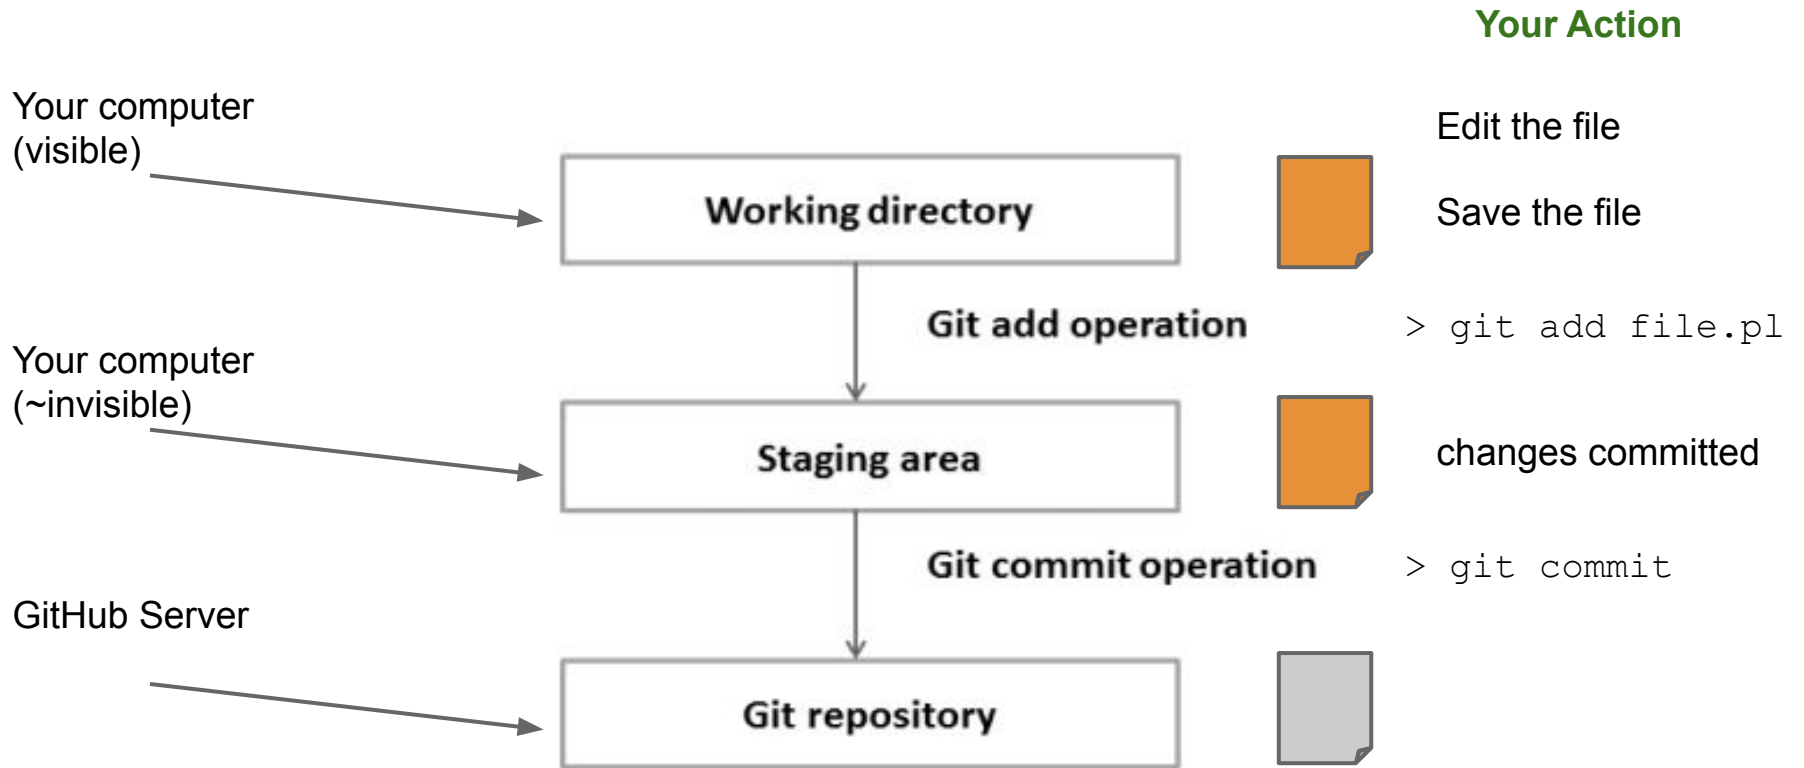 Your Action
Your computer
(visible)
Edit the file
Working directory
Save the file
Git add operation
> git add file.pl
Your computer
(~invisible)
Staging area
changes committed
Git commit operation
> git commit
GitHub Server
Git repository